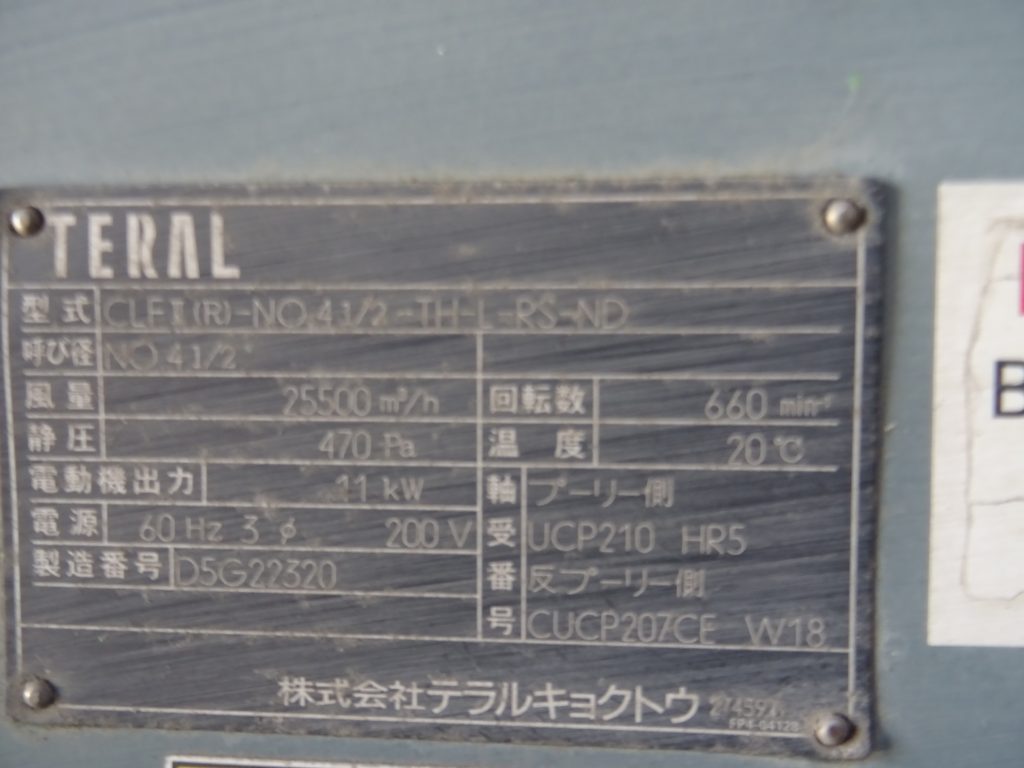 TERAL
型式 CLFⅡ(R)-NO.4 1/2-TH-L-RS-ND
呼び径 NO.4 1/2
風量 25500 m³/h 回転数 660 min⁻¹
静圧 470 Pa 温度 20℃
電動機出力 11 kW 軸受番号 プーリー側
電源 60 Hz 3 φ 200 V UCP210 HR5
製造番号 D5G22320 反プーリー側
CUCP207CE W18
株式会社テラルキョクトウ
B